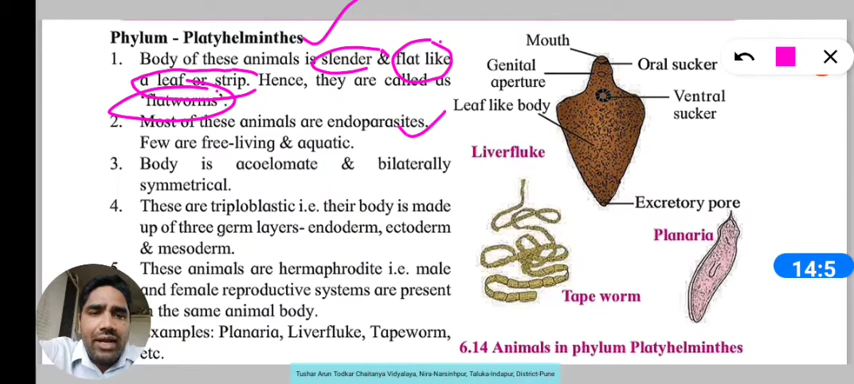 Phylum - Platyhelminthes
1. Body of these animals is slender & flat like
a leaf or strip. Hence, they are called as
'flatworms'.
2. Most of these animals are endoparasites.
Few are free-living & aquatic.
3. Body is acoelomate & bilaterally
symmetrical.
4. These are triploblastic i.e. their body is made
up of three germ layers- endoderm, ectoderm
& mesoderm.
These animals are hermaphrodite i.e. male
and female reproductive systems are present
in the same animal body.
Examples: Planaria, Liverfluke, Tapeworm,
etc.
Mouth
Genital
aperture
Leaf like body
Liverfluke
Oral sucker
Ventral
sucker
Excretory pore
Planaria
Tape worm
6.14 Animals in phylum Platyhelminthes
14:5
Tushar Arun Todkar Chaitanya Vidyalaya, Nira-Narsinhpur, Taluka-Indapur, District-Pune